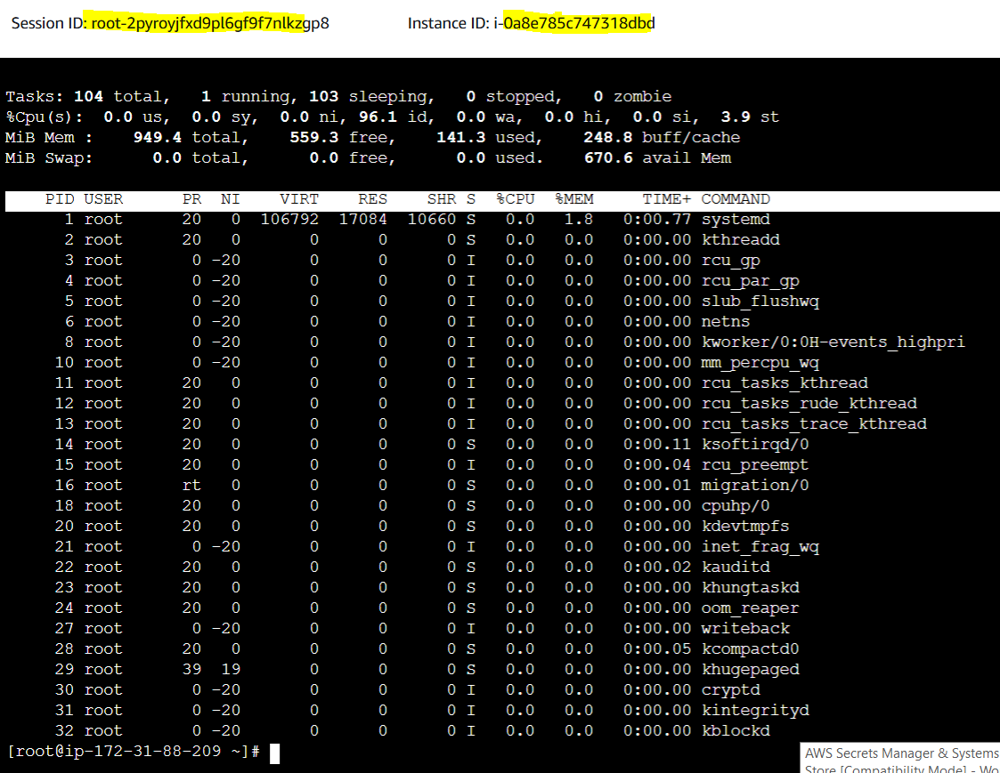 Session ID: root-2pyroyjfxd9pl6gf9f7nlkzgp8 Instance ID: i-0a8e785c747318dbd
Tasks: 104 total, 1 running, 103 sleeping, 0 stopped, 0 zombie
%Cpu(s): 0.0 us, 0.0 sy, 0.0 ni, 96.1 id, 0.0 wa, 0.0 hi, 0.0 si, 3.9 st
MiB Mem : 949.4 total, 559.3 free, 141.3 used, 248.8 buff/cache
MiB Swap: 0.0 total, 0.0 free, 0.0 used. 670.6 avail Mem
PID USER PR NI VIRT RES SHR S %CPU %MEM TIME+ COMMAND
1 root 20 0 106792 17084 10660 S 0.0 1.8 0:00.77 systemd
2 root 20 0 0 0 0 S 0.0 0.0 0:00.00 kthreadd
3 root 0 -20 0 0 0 I 0.0 0.0 0:00.00 rcu_gp
4 root 0 -20 0 0 0 I 0.0 0.0 0:00.00 rcu_par_gp
5 root 0 -20 0 0 0 I 0.0 0.0 0:00.00 slub_flushwq
6 root 0 -20 0 0 0 I 0.0 0.0 0:00.00 netns
8 root 0 -20 0 0 0 I 0.0 0.0 0:00.00 kworker/0:0H-events_highpri
10 root 0 -20 0 0 0 I 0.0 0.0 0:00.00 mm_percpu_wq
11 root 20 0 0 0 0 I 0.0 0.0 0:00.00 rcu_tasks_kthread
12 root 20 0 0 0 0 I 0.0 0.0 0:00.00 rcu_tasks_rude_kthread
13 root 20 0 0 0 0 I 0.0 0.0 0:00.00 rcu_tasks_trace_kthread
14 root 20 0 0 0 0 S 0.0 0.0 0:00.11 ksoftirqd/0
15 root 20 0 0 0 0 I 0.0 0.0 0:00.04 rcu_preempt
16 root rt 0 0 0 0 S 0.0 0.0 0:00.01 migration/0
18 root 20 0 0 0 0 S 0.0 0.0 0:00.00 cpuhp/0
20 root 20 0 0 0 0 S 0.0 0.0 0:00.00 kdevtmpfs
21 root 0 -20 0 0 0 I 0.0 0.0 0:00.00 inet_frag_wq
22 root 20 0 0 0 0 S 0.0 0.0 0:00.02 kauditd
23 root 20 0 0 0 0 S 0.0 0.0 0:00.00 khungtaskd
24 root 20 0 0 0 0 S 0.0 0.0 0:00.00 oom_reaper
27 root 0 -20 0 0 0 I 0.0 0.0 0:00.00 writeback
28 root 20 0 0 0 0 S 0.0 0.0 0:00.05 kcompactd0
29 root 39 19 0 0 0 S 0.0 0.0 0:00.00 khugepaged
30 root 0 -20 0 0 0 I 0.0 0.0 0:00.00 cryptd
31 root 0 -20 0 0 0 I 0.0 0.0 0:00.00 kintegrityd
32 root 0 -20 0 0 0 I 0.0 0.0 0:00.00 kblockd
[root@ip-172-31-88-209 ~]#
AWS Secrets Manager & Systems
Store [Compatibility Mode] - Wo